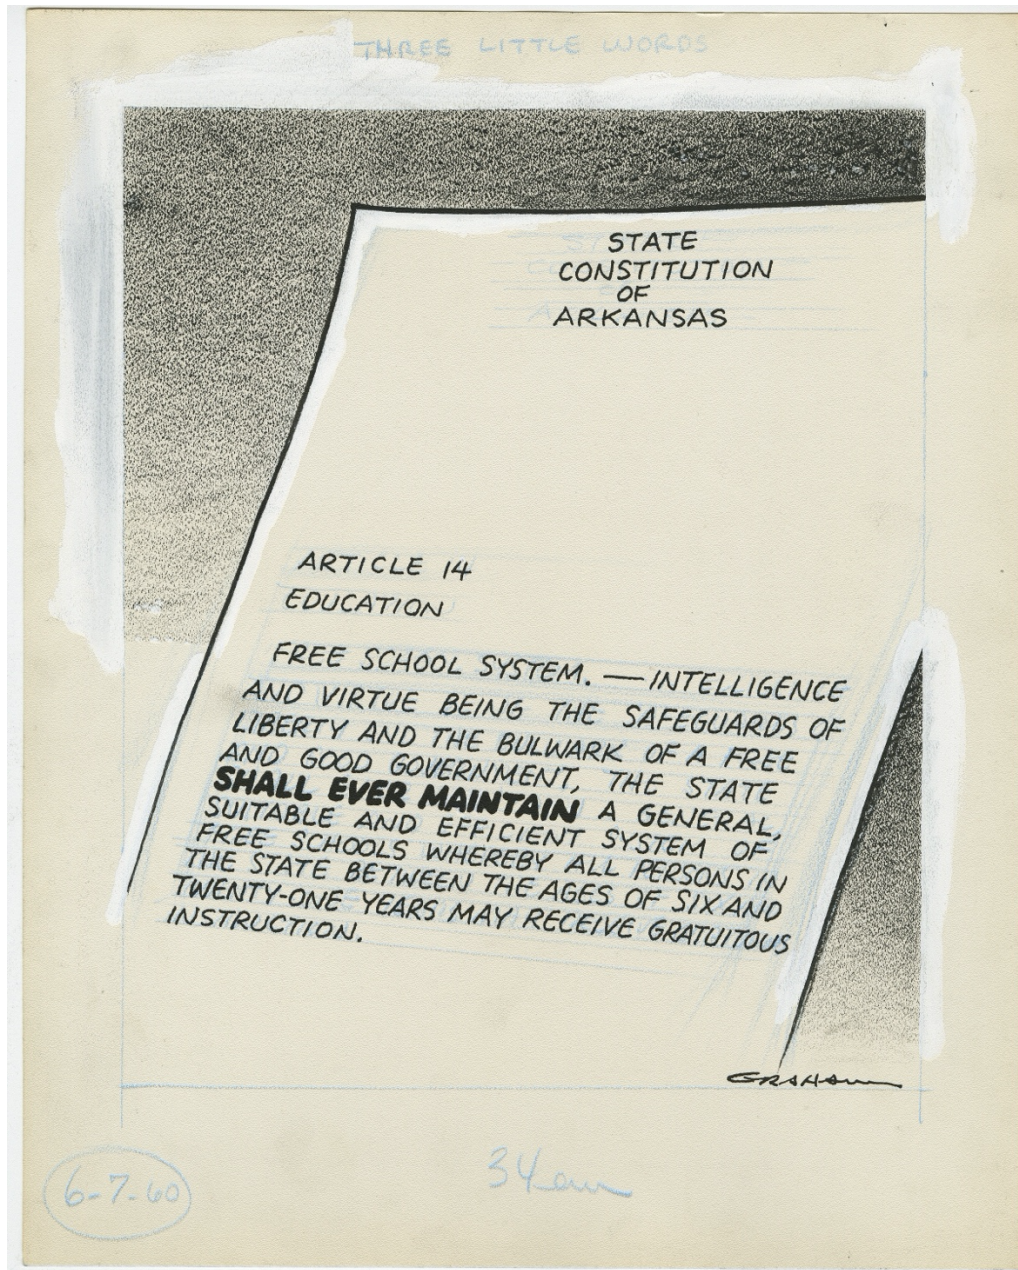 THREE LITTLE WORDS
STATE
CONSTITUTION
OF
ARKANSAS
ARTICLE 14
EDUCATION
FREE SCHOOL SYSTEM. — INTELLIGENCE
AND VIRTUE BEING THE SAFEGUARDS OF
LIBERTY AND THE BULWARK OF A FREE
AND GOOD GOVERNMENT, THE STATE
SHALL EVER MAINTAIN A GENERAL,
SUITABLE AND EFFICIENT SYSTEM OF
FREE SCHOOLS WHEREBY ALL PERSONS IN
THE STATE BETWEEN THE AGES OF SIX AND
TWENTY-ONE YEARS MAY RECEIVE GRATUITOUS
INSTRUCTION.
GRAHAM
6-7-60